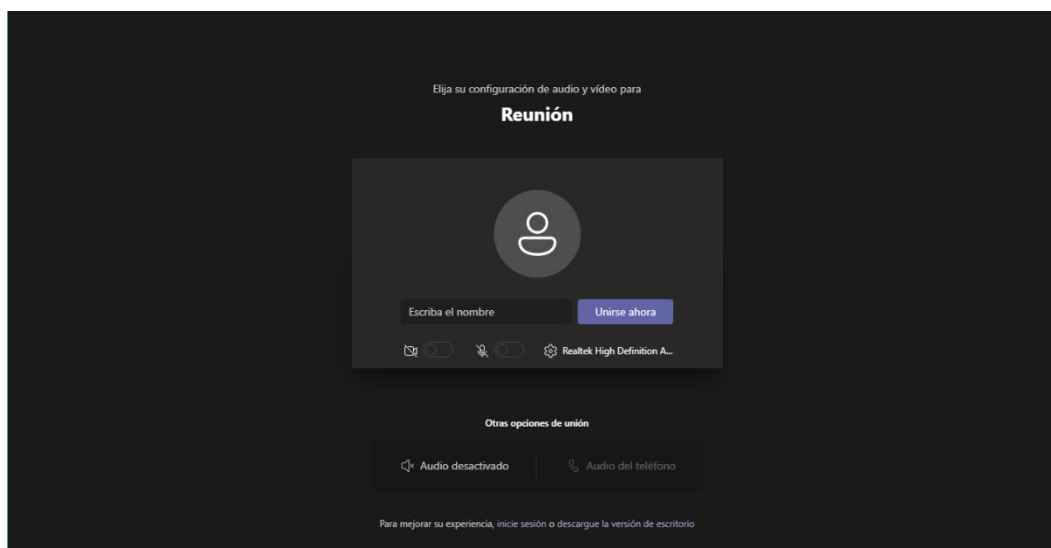 Elija su configuración de audio y vídeo para
Reunión
Escriba el nombre
Unirse ahora
Realtek High Definition A...
Otras opciones de unión
Audio desactivado
Audio del teléfono
Para mejorar su experiencia, inicie sesión o descargue la versión de escritorio